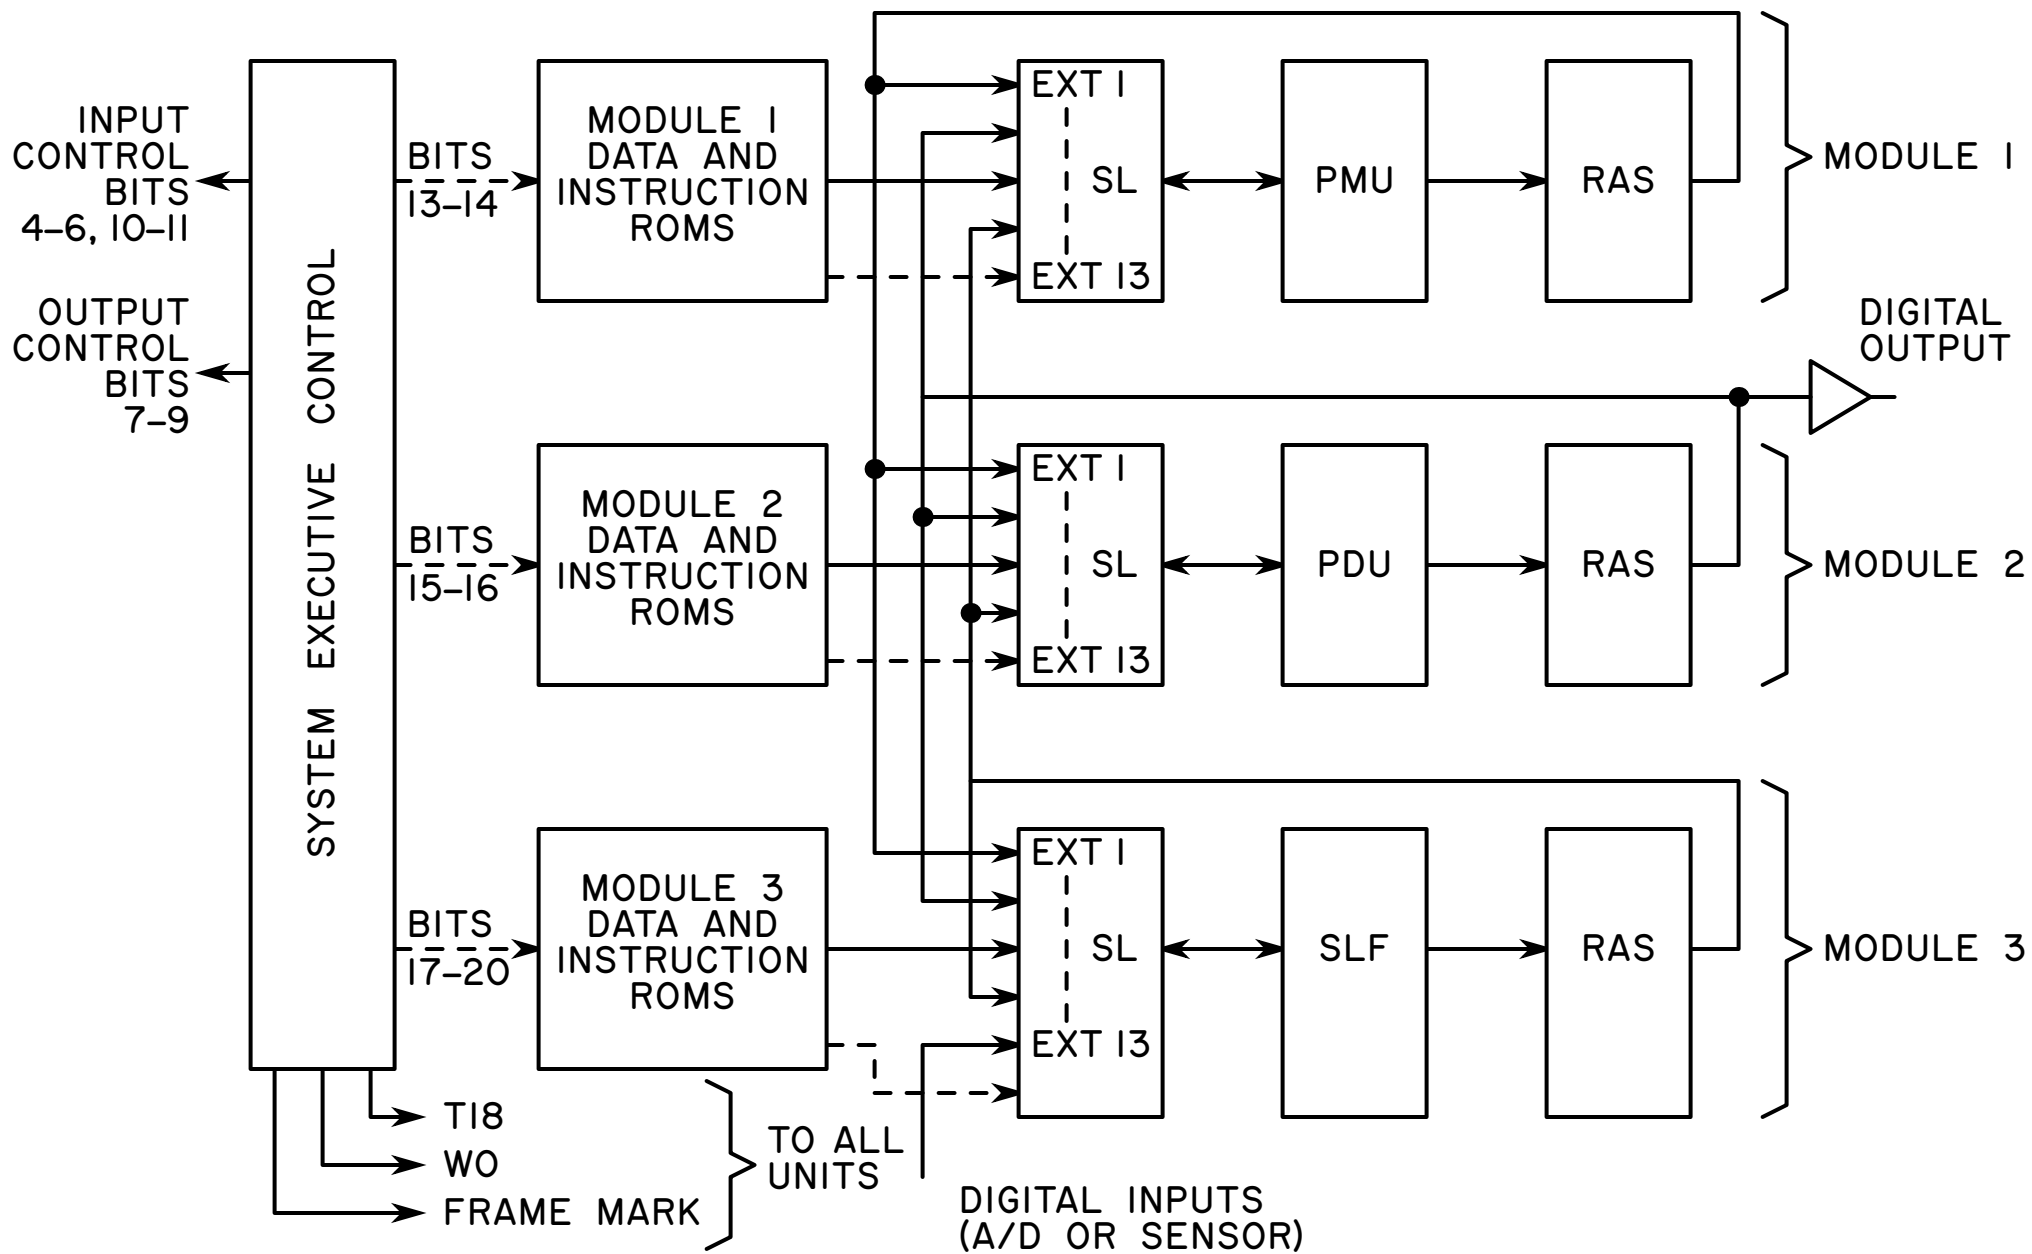 INPUT
CONTROL
BITS
4–6, 10–11
OUTPUT
CONTROL
BITS
7–9
SYSTEM EXECUTIVE CONTROL
BITS
13–14
BITS
15–16
BITS
17–20
MODULE 1
DATA AND
INSTRUCTION
ROMS
MODULE 2
DATA AND
INSTRUCTION
ROMS
MODULE 3
DATA AND
INSTRUCTION
ROMS
EXT 1
SL
EXT 13
PMU
RAS
MODULE 1
DIGITAL
OUTPUT
EXT 1
SL
EXT 13
PDU
RAS
MODULE 2
EXT 1
SL
EXT 13
SLF
RAS
MODULE 3
T18
WO
FRAME MARK
TO ALL
UNITS
DIGITAL INPUTS
(A/D OR SENSOR)